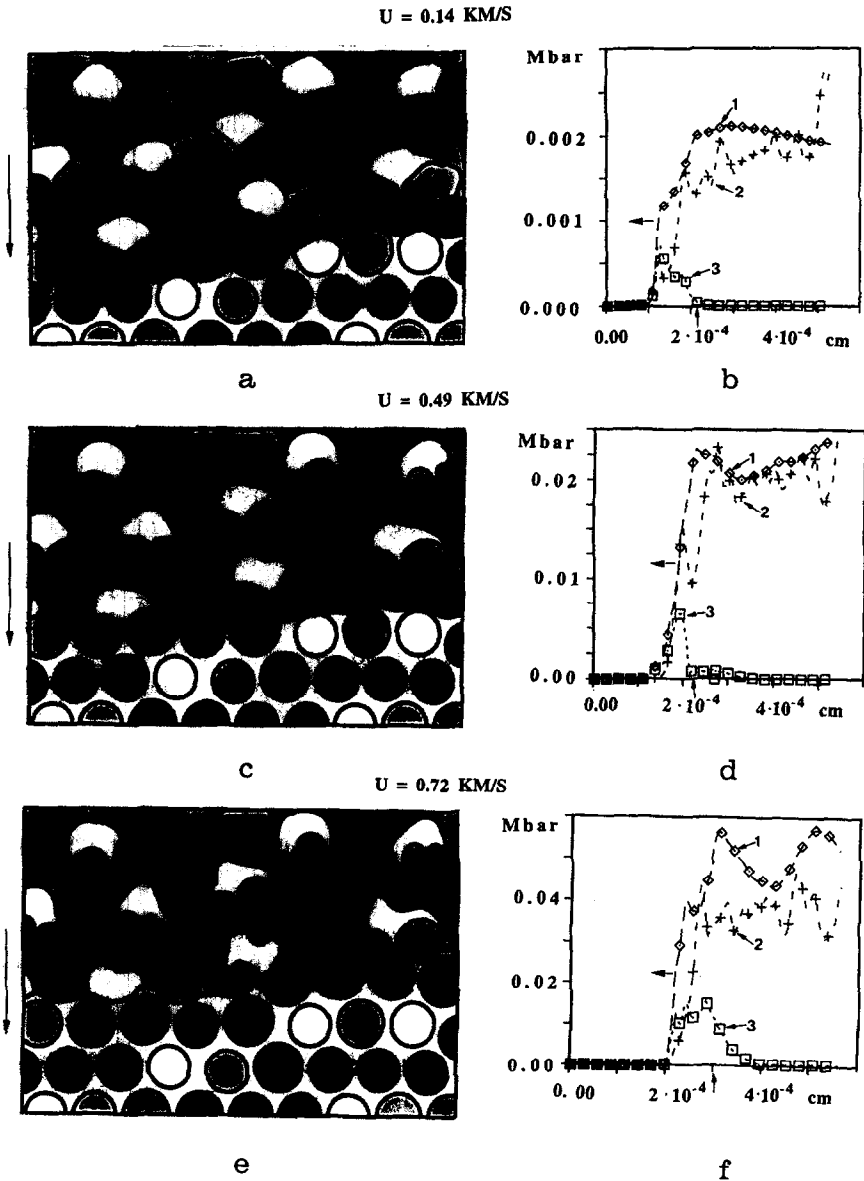 U = 0.14 KM/S
Mbar
0.002
0.001
0.000
1
2
3
0.00
2·10⁻⁴
4·10⁻⁴ cm
a
b
U = 0.49 KM/S
Mbar
0.02
0.01
0.00
1
2
3
0.00
2·10⁻⁴
4·10⁻⁴ cm
c
d
U = 0.72 KM/S
Mbar
0.04
0.02
0.00
1
2
3
0. 00
2·10⁻⁴
4·10⁻⁴ cm
e
f